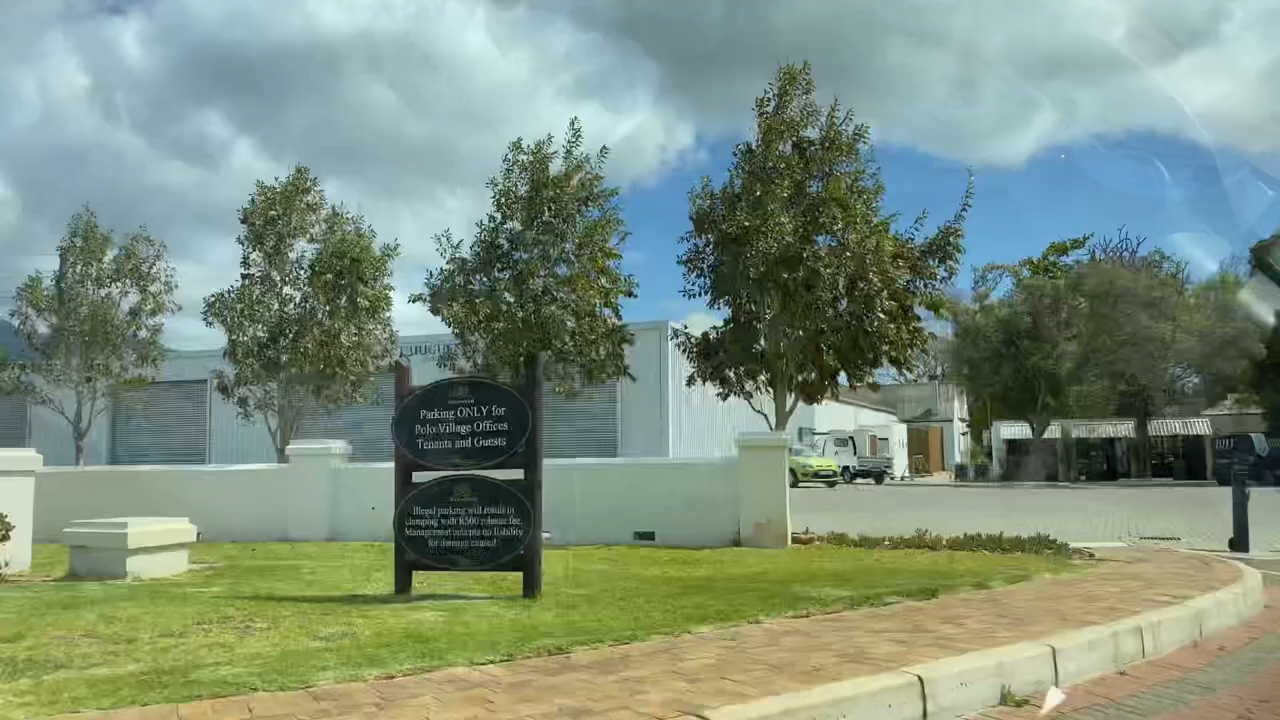 Parking ONLY for
Polo Village Offices
Tenants and Guests
Illegal parking will result in
clamping with R500 release fee.
Management accepts no liability
for damage caused